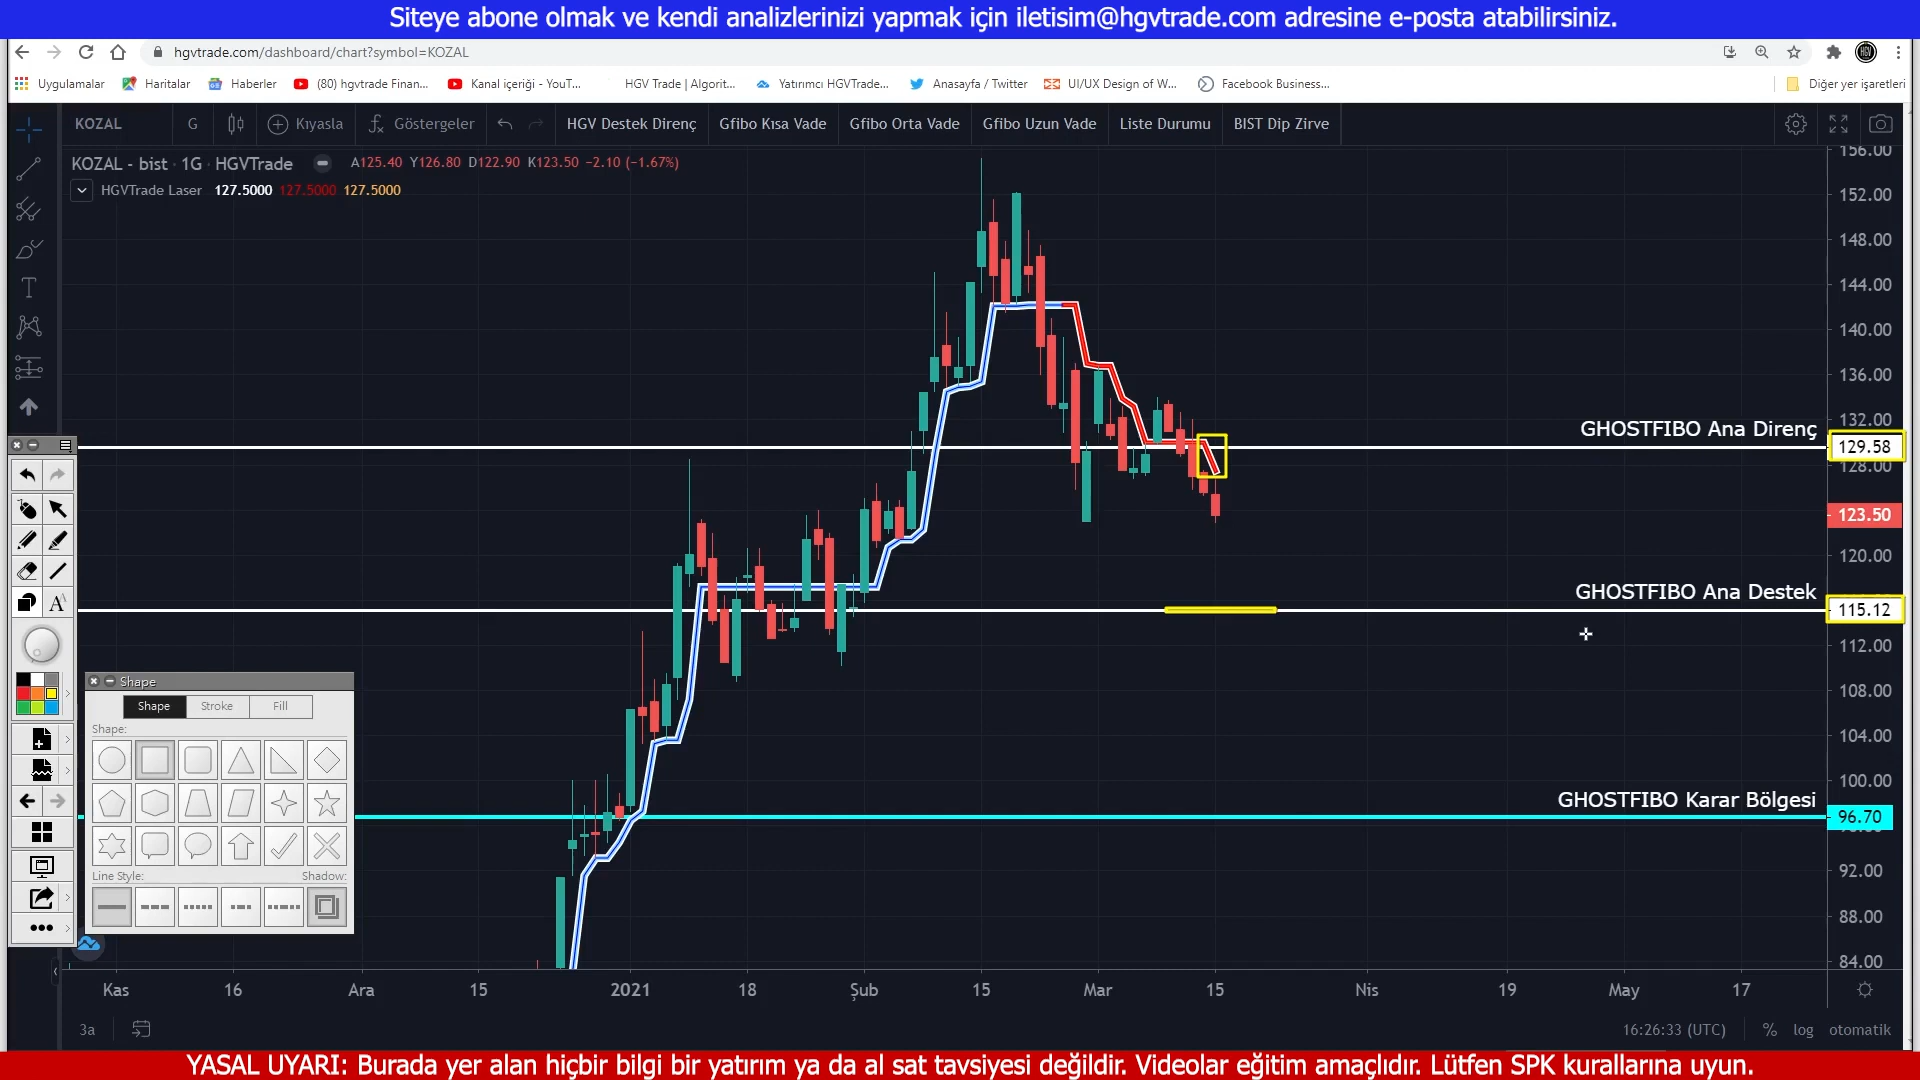 Siteye abone olmak ve kendi analizlerinizi yapmak için iletisim@hgvtrade.com adresine e-posta atabilirsiniz.
hgvtrade.com/dashboard/chart?symbol=KOZAL
Uygulamalar Haritalar Haberler (80) hgvtrade Finan... Kanal içeriği - YouT... HGV Trade | Algorit... Yatırımcı HGVTrade... Anasayfa / Twitter UI/UX Design of W... Facebook Business... Diğer yer işaretleri
KOZAL G Kıyasla Göstergeler HGV Destek Direnç Gfibo Kısa Vade Gfibo Orta Vade Gfibo Uzun Vade Liste Durumu BIST Dip Zirve
KOZAL - bist · 1G · HGVTrade A125.40 Y126.80 D122.90 K123.50 −2.10 (−1.67%)
HGVTrade Laser 127.5000 127.5000 127.5000
156.00
152.00
148.00
144.00
140.00
136.00
132.00
GHOSTFIBO Ana Direnç 129.58
128.00
123.50
120.00
GHOSTFIBO Ana Destek 115.12
112.00
108.00
104.00
100.00
GHOSTFIBO Karar Bölgesi 96.70
92.00
88.00
84.00
Shape
Shape Stroke Fill
Shape:
Line Style: Shadow:
Kas 16 Ara 15 2021 18 Şub 15 Mar 15 Nis 19 May 17
3a 16:26:33 (UTC) % log otomatik
YASAL UYARI: Burada yer alan hiçbir bilgi bir yatırım ya da al sat tavsiyesi değildir. Videolar eğitim amaçlıdır. Lütfen SPK kurallarına uyun.